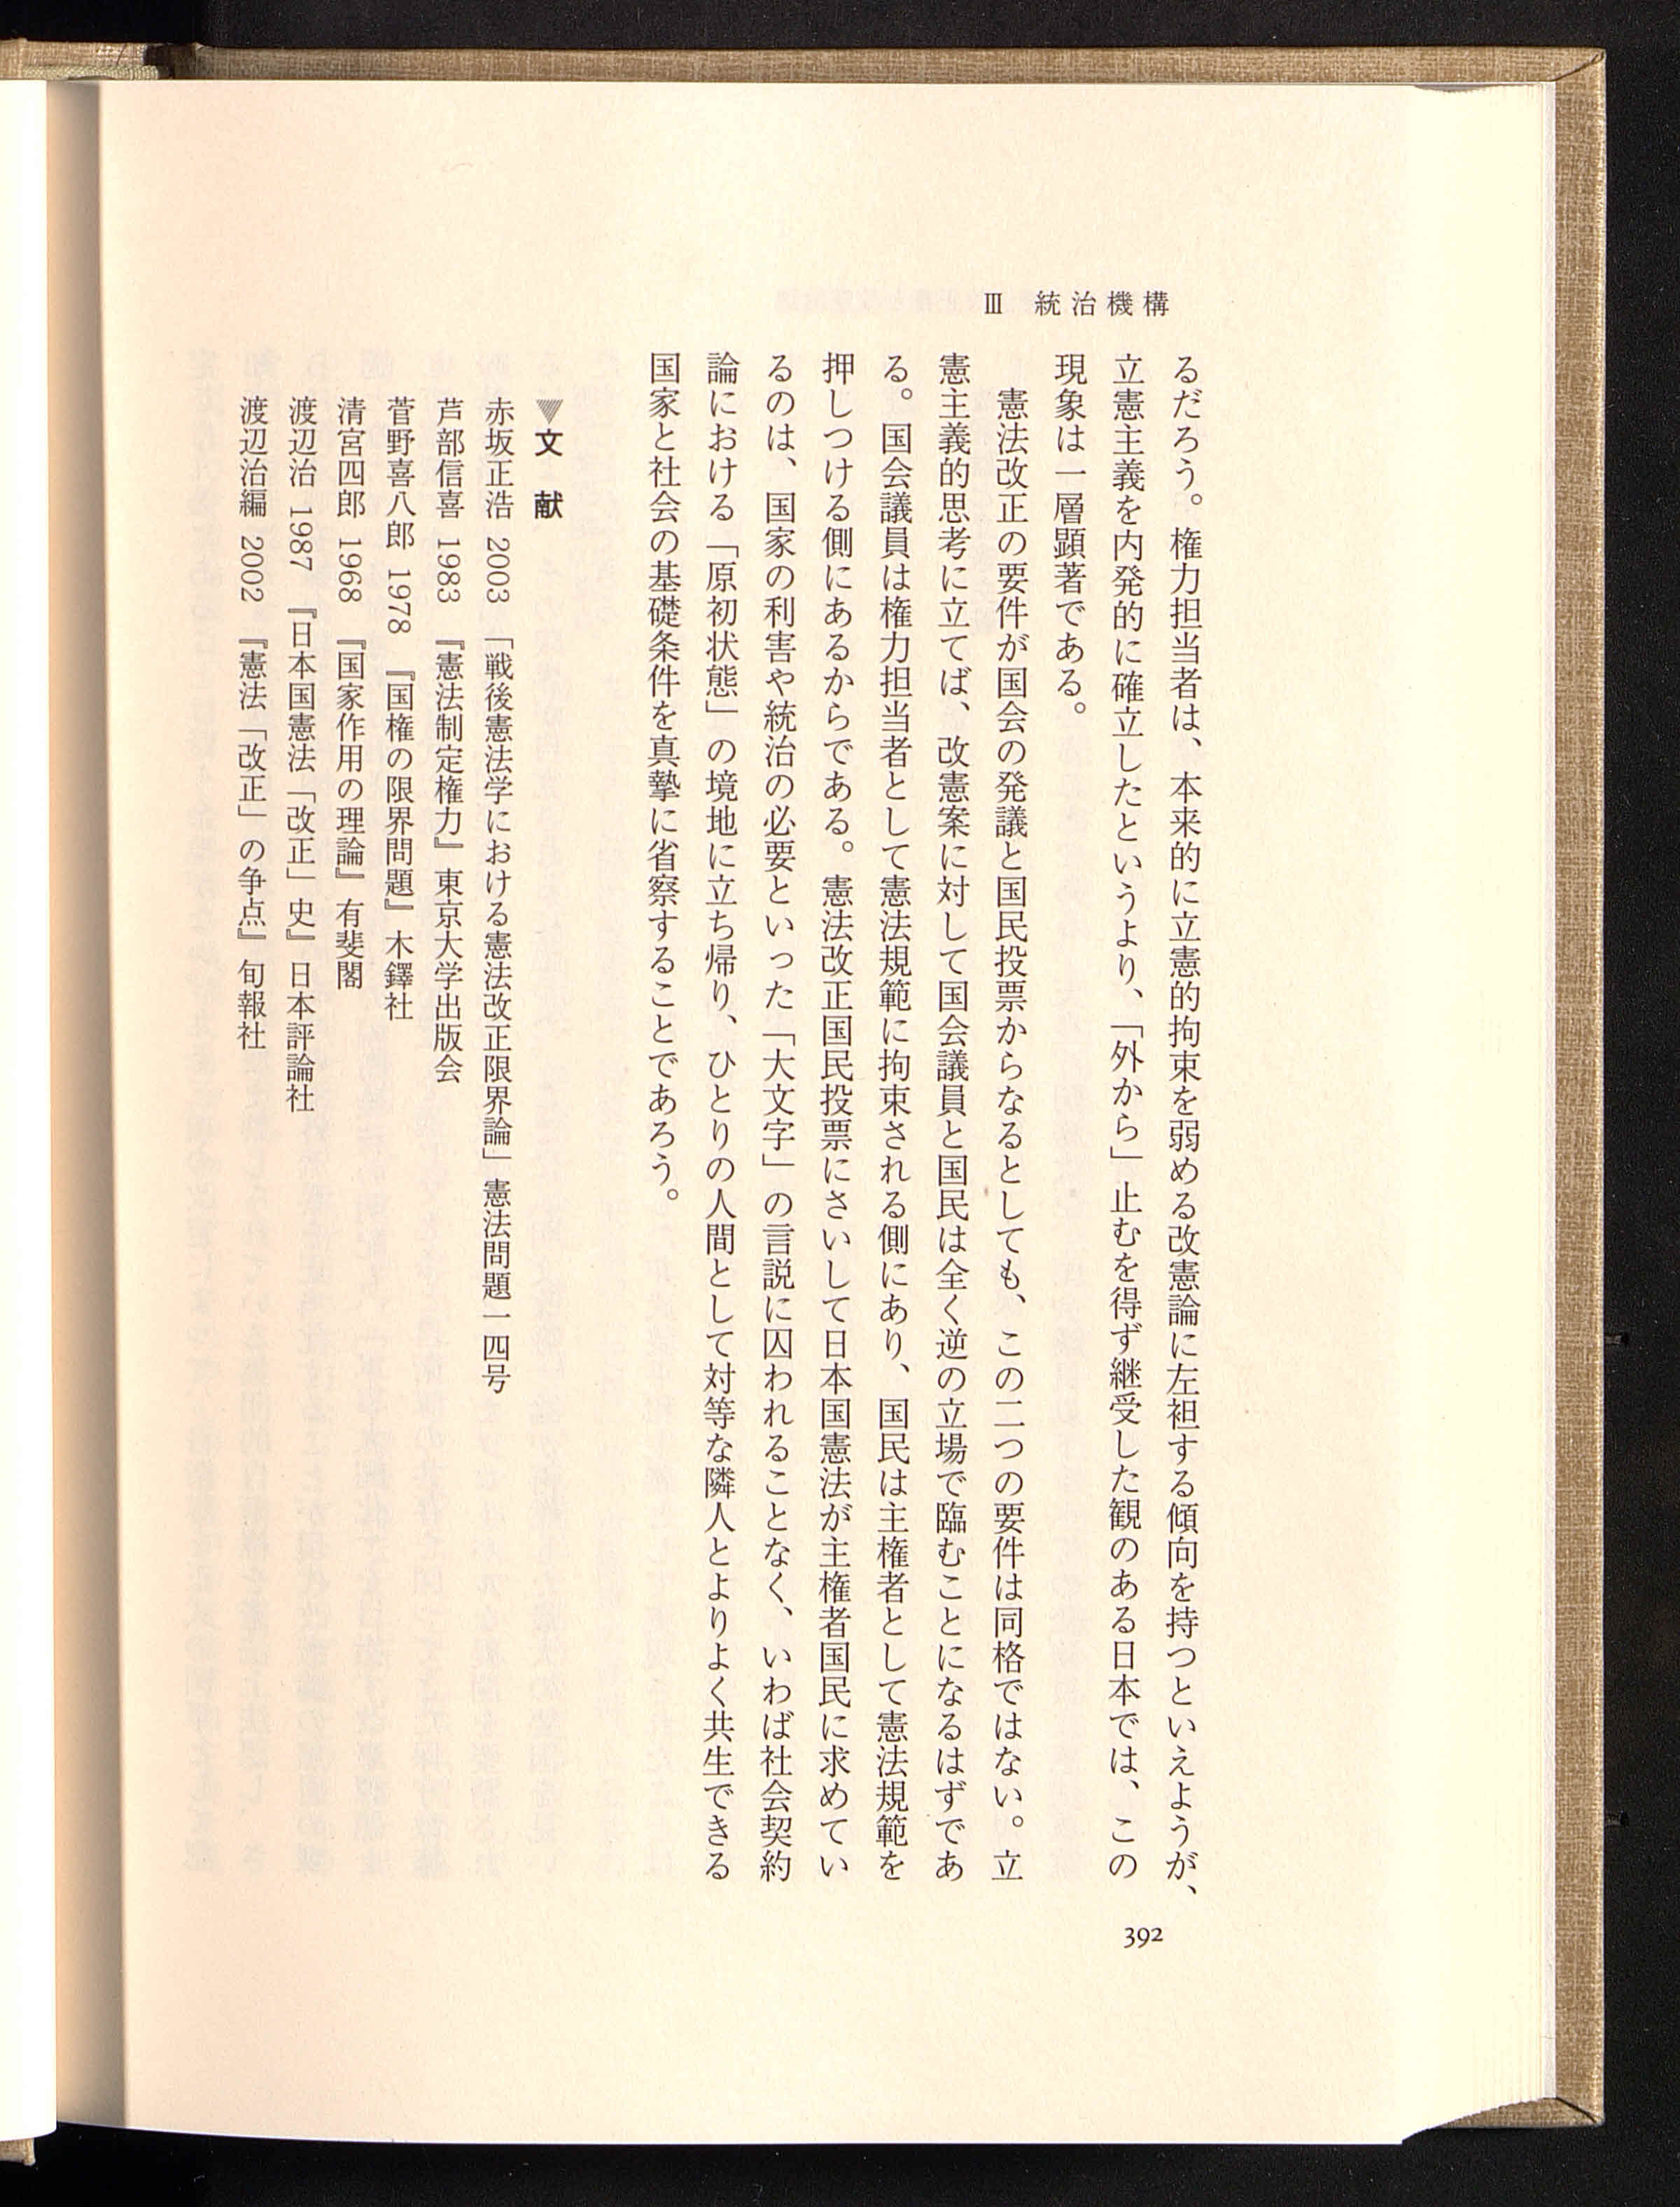 Ⅲ 統治機構
るだろう。権力担当者は、本来的に立憲的拘束を弱める改憲論に左袒する傾向を持つといえようが、
立憲主義を内発的に確立したというより、「外から」止むを得ず継受した観のある日本では、この
現象は一層顕著である。
憲法改正の要件が国会の発議と国民投票からなるとしても、この二つの要件は同格ではない。立
憲主義的思考に立てば、改憲案に対して国会議員と国民は全く逆の立場で臨むことになるはずであ
る。国会議員は権力担当者として憲法規範に拘束される側にあり、国民は主権者として憲法規範を
押しつける側にあるからである。憲法改正国民投票にさいして日本国憲法が主権者国民に求めてい
るのは、国家の利害や統治の必要といった「大文字」の言説に囚われることなく、いわば社会契約
論における「原初状態」の境地に立ち帰り、ひとりの人間として対等な隣人とよりよく共生できる
国家と社会の基礎条件を真摯に省察することであろう。
▼文 献
赤坂正浩 2003 「戦後憲法学における憲法改正限界論」憲法問題一四号
芦部信喜 1983 『憲法制定権力』東京大学出版会
菅野喜八郎 1978 『国権の限界問題』木鐸社
清宮四郎 1968 『国家作用の理論』有斐閣
渡辺治 1987 『日本国憲法「改正」史』日本評論社
渡辺治編 2002 『憲法「改正」の争点』旬報社
392